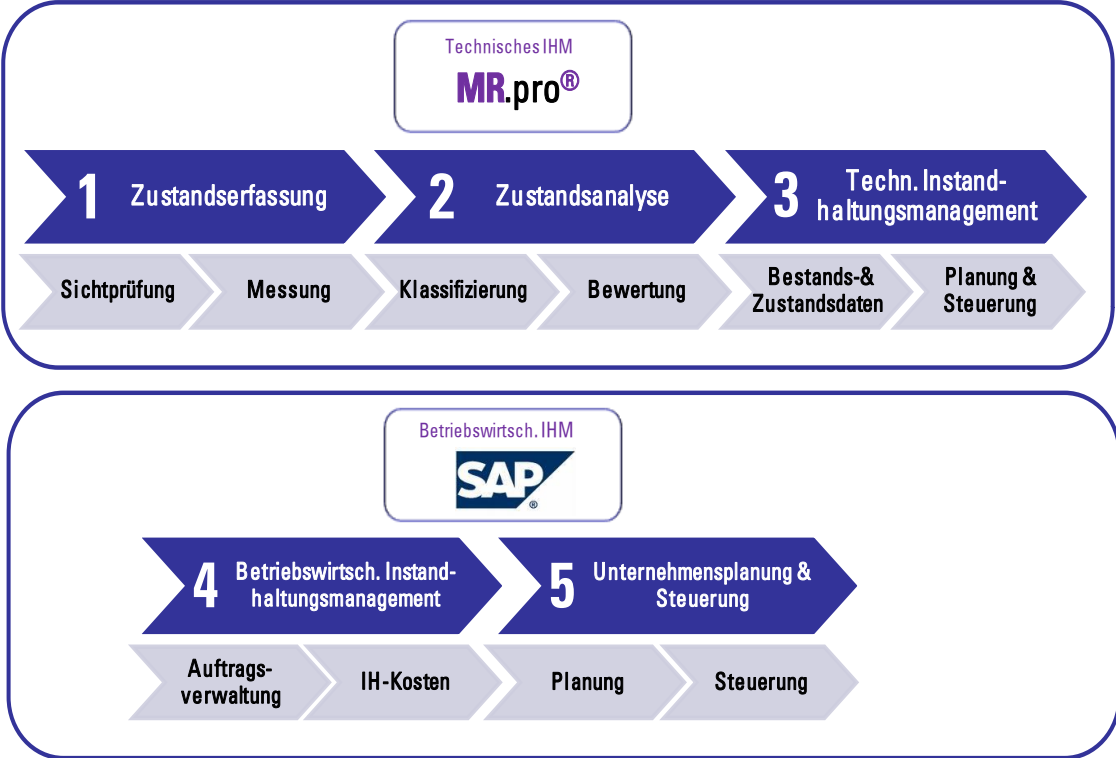 Technisches IHM
MR.pro®
1 Zustandserfassung
2 Zustandsanalyse
3 Techn. Instand-
haltungsmanagement
Sichtprüfung
Messung
Klassifizierung
Bewertung
Bestands-&
Zustandsdaten
Planung &
Steuerung
Betriebswirtsch. IHM
SAP®
4 Betriebswirtsch. Instand-
haltungsmanagement
5 Unternehmensplanung &
Steuerung
Auftrags-
verwaltung
IH-Kosten
Planung
Steuerung